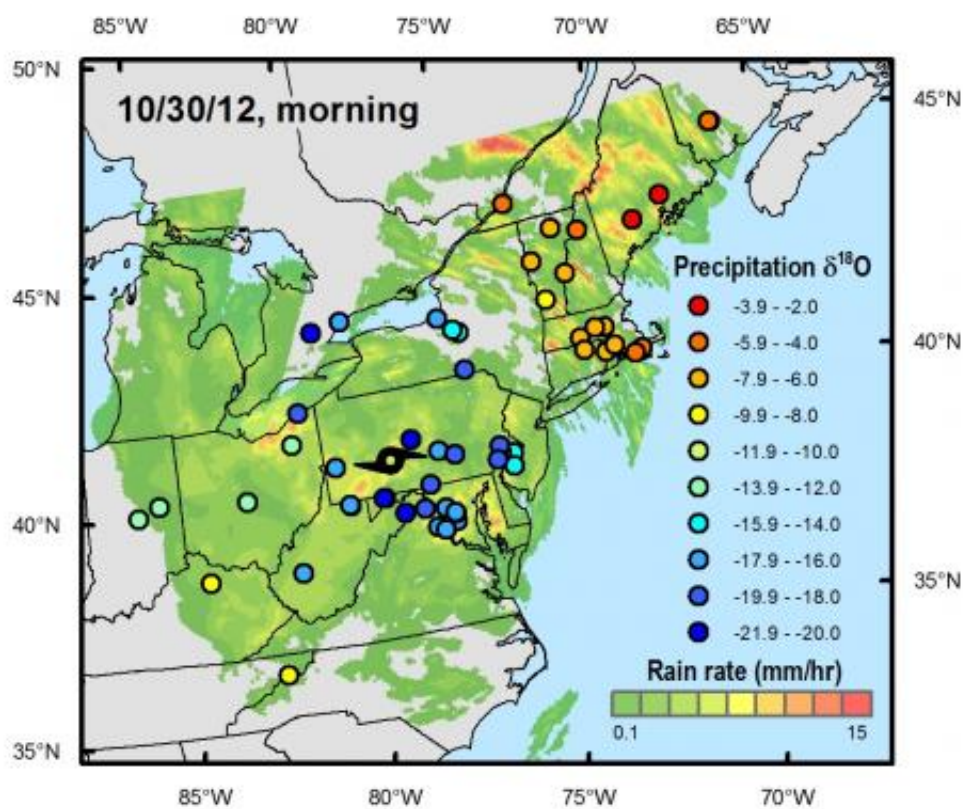 85°W 80°W 75°W 70°W 65°W
50°N
10/30/12, morning
45°N
Precipitation δ18O
45°N
-3.9 - -2.0
-5.9 - -4.0
40°N
-7.9 - -6.0
-9.9 - -8.0
-11.9 - -10.0
-13.9 - -12.0
40°N
-15.9 - -14.0
-17.9 - -16.0
35°N
-19.9 - -18.0
-21.9 - -20.0
Rain rate (mm/hr)
0.1 15
35°N
85°W 80°W 75°W 70°W